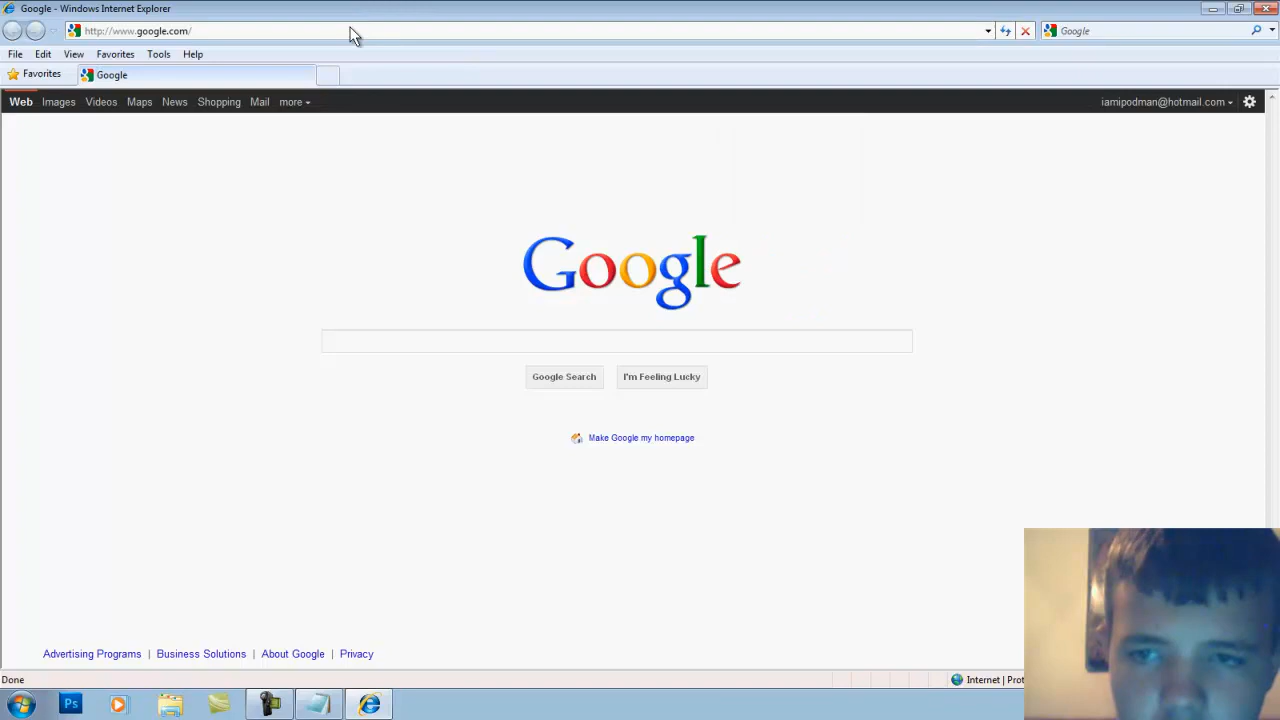 Google - Windows Internet Explorer
http://www.google.com/
Google
File Edit View Favorites Tools Help
Favorites
Google
Web Images Videos Maps News Shopping Mail more
iamipodman@hotmail.com
Google
Google Search
I'm Feeling Lucky
Make Google my homepage
Advertising Programs | Business Solutions | About Google | Privacy
Done
Internet | Prot
Ps